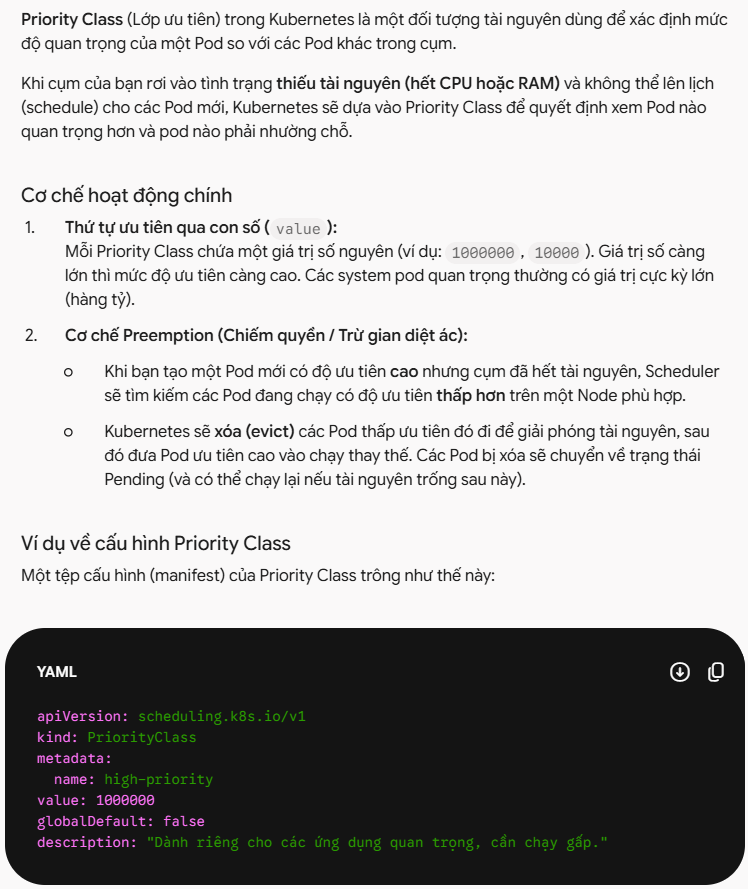 Priority Class (Lớp ưu tiên) trong Kubernetes là một đối tượng tài nguyên dùng để xác định mức
độ quan trọng của một Pod so với các Pod khác trong cụm.
Khi cụm của bạn rơi vào tình trạng thiếu tài nguyên (hết CPU hoặc RAM) và không thể lên lịch
(schedule) cho các Pod mới, Kubernetes sẽ dựa vào Priority Class để quyết định xem Pod nào
quan trọng hơn và pod nào phải nhường chỗ.
Cơ chế hoạt động chính
1. Thứ tự ưu tiên qua con số ( value ):
Mỗi Priority Class chứa một giá trị số nguyên (ví dụ: 1000000 , 10000 ). Giá trị số càng
lớn thì mức độ ưu tiên càng cao. Các system pod quan trọng thường có giá trị cực kỳ lớn
(hàng tỷ).
2. Cơ chế Preemption (Chiếm quyền / Trừ gian diệt ác):
o Khi bạn tạo một Pod mới có độ ưu tiên cao nhưng cụm đã hết tài nguyên, Scheduler
sẽ tìm kiếm các Pod đang chạy có độ ưu tiên thấp hơn trên một Node phù hợp.
o Kubernetes sẽ xóa (evict) các Pod thấp ưu tiên đó đi để giải phóng tài nguyên, sau
đó đưa Pod ưu tiên cao vào chạy thay thế. Các Pod bị xóa sẽ chuyển về trạng thái
Pending (và có thể chạy lại nếu tài nguyên trống sau này).
Ví dụ về cấu hình Priority Class
Một tệp cấu hình (manifest) của Priority Class trông như thế này:
YAML
apiVersion: scheduling.k8s.io/v1
kind: PriorityClass
metadata:
  name: high-priority
value: 1000000
globalDefault: false
description: "Dành riêng cho các ứng dụng quan trọng, cần chạy gấp."